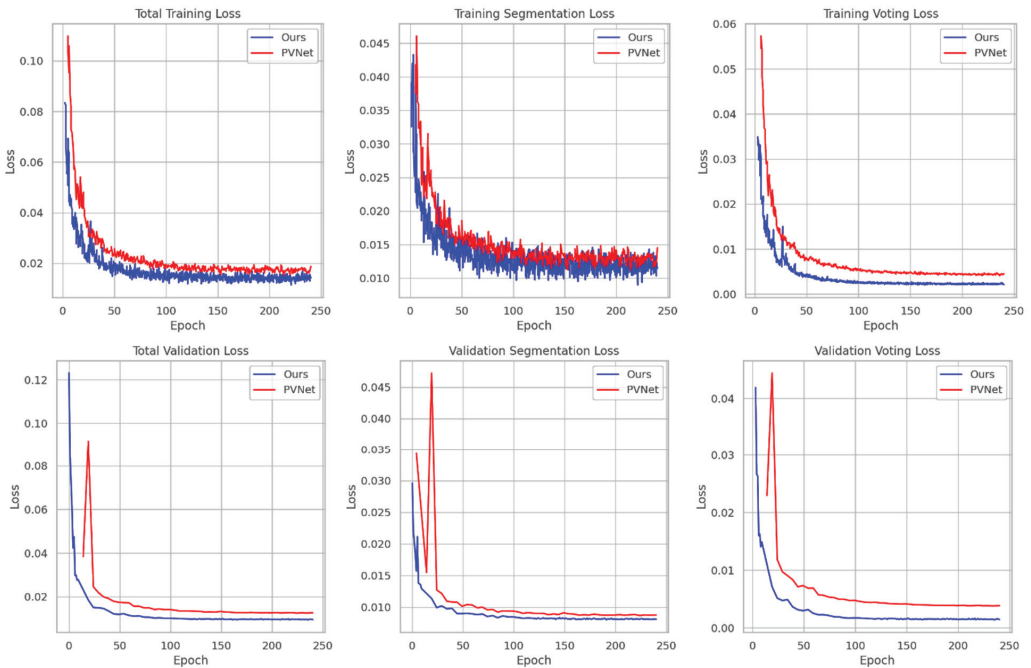 Total Training Loss
Loss
0.10
0.08
0.06
0.04
0.02
0
50
100
150
200
250
Epoch
Ours
PVNet
Training Segmentation Loss
Loss
0.045
0.040
0.035
0.030
0.025
0.020
0.015
0.010
0
50
100
150
200
250
Epoch
Ours
PVNet
Training Voting Loss
Loss
0.06
0.05
0.04
0.03
0.02
0.01
0.00
0
50
100
150
200
250
Epoch
Ours
PVNet
Total Validation Loss
Loss
0.12
0.10
0.08
0.06
0.04
0.02
0
50
100
150
200
250
Epoch
Ours
PVNet
Validation Segmentation Loss
Loss
0.045
0.040
0.035
0.030
0.025
0.020
0.015
0.010
0
50
100
150
200
250
Epoch
Ours
PVNet
Validation Voting Loss
Loss
0.04
0.03
0.02
0.01
0.00
0
50
100
150
200
250
Epoch
Ours
PVNet